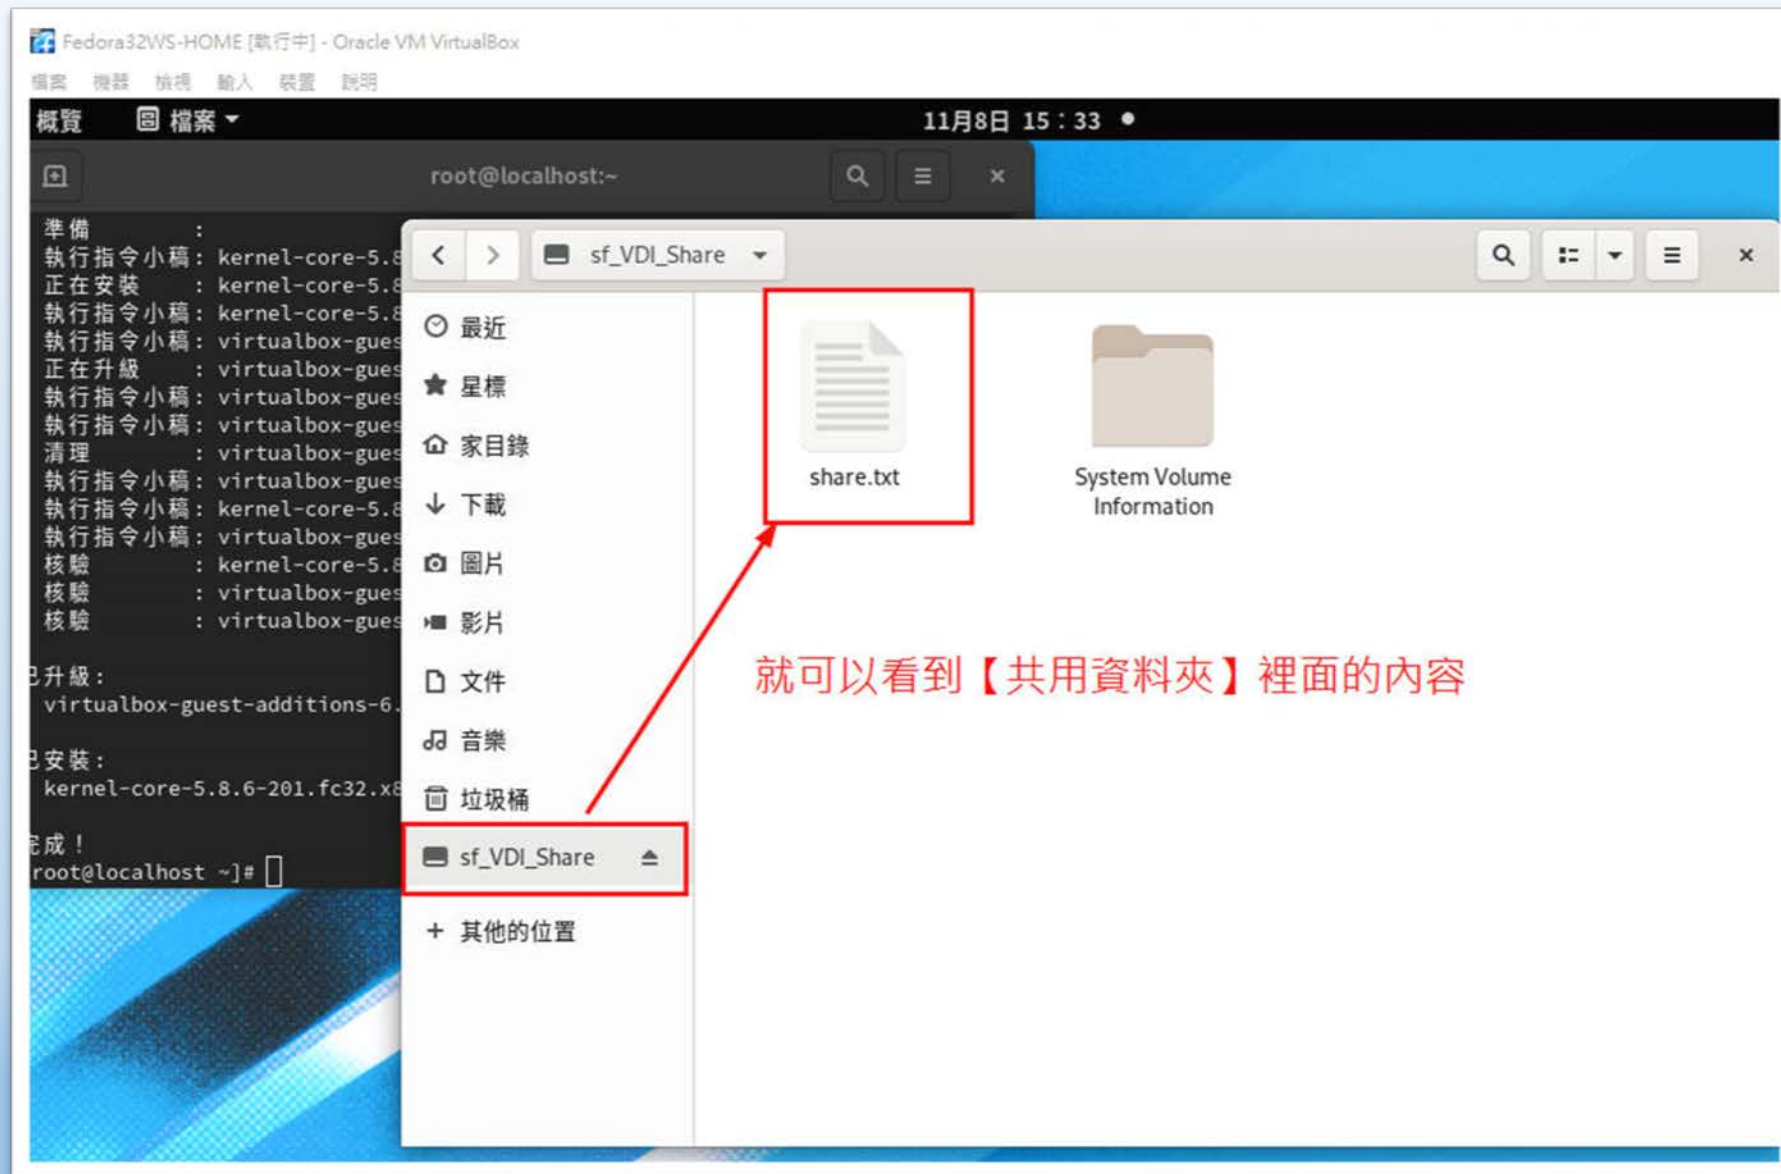 Fedora32WS-HOME [執行中] - Oracle VM VirtualBox
檔案 機器 檢視 輸入 裝置 說明
概覽 檔案 11月8日 15：33
root@localhost:~
準備 :
執行指令小稿: kernel-core-5.8
正在安裝 : kernel-core-5.8
執行指令小稿: kernel-core-5.8
執行指令小稿: virtualbox-gues
正在升級 : virtualbox-gues
執行指令小稿: virtualbox-gues
執行指令小稿: virtualbox-gues
清理 : virtualbox-gues
執行指令小稿: virtualbox-gues
執行指令小稿: kernel-core-5.8
執行指令小稿: virtualbox-gues
核驗 : kernel-core-5.8
核驗 : virtualbox-gues
核驗 : virtualbox-gues
已升級:
virtualbox-guest-additions-6.
已安裝:
kernel-core-5.8.6-201.fc32.x8
完成！
root@localhost ~]#
sf_VDI_Share
最近
星標
家目錄
下載
圖片
影片
文件
音樂
垃圾桶
sf_VDI_Share
其他的位置
share.txt
System Volume
Information
就可以看到【共用資料夾】裡面的內容